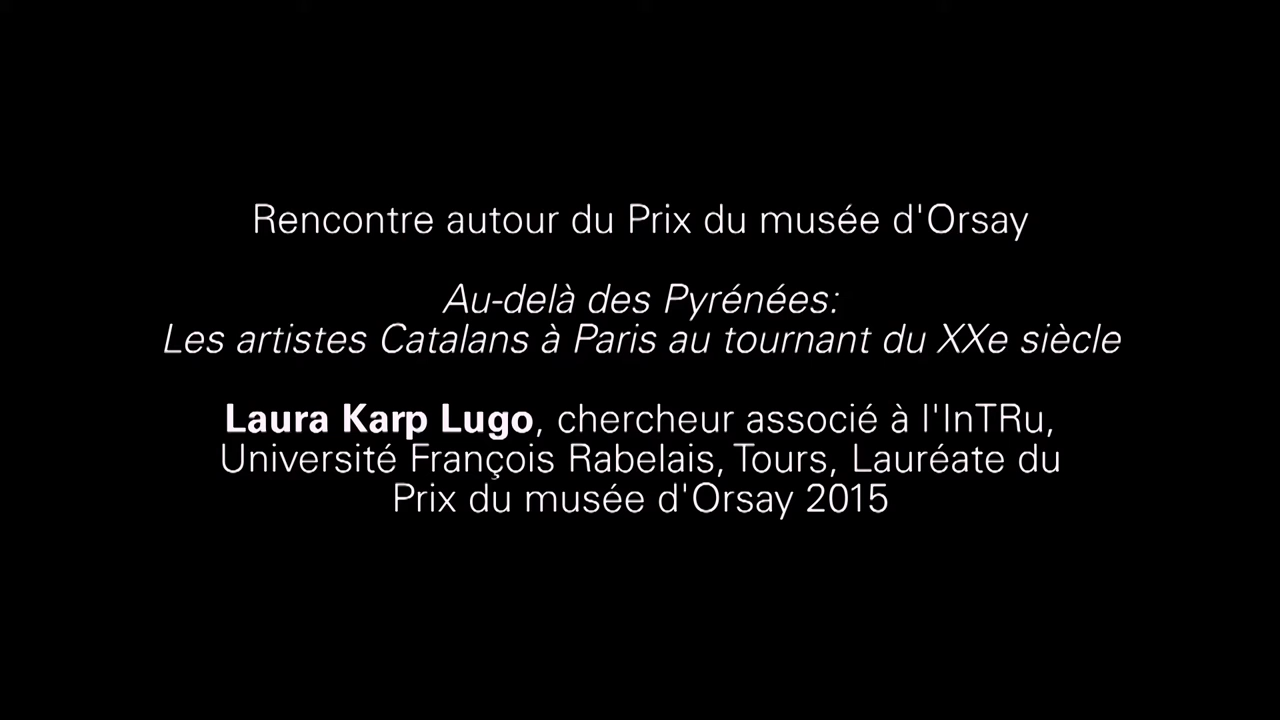 Rencontre autour du Prix du musée d'Orsay
Au-delà des Pyrénées:
Les artistes Catalans à Paris au tournant du XXe siècle
Laura Karp Lugo, chercheur associé à l'InTRu,
Université François Rabelais, Tours, Lauréate du
Prix du musée d'Orsay 2015